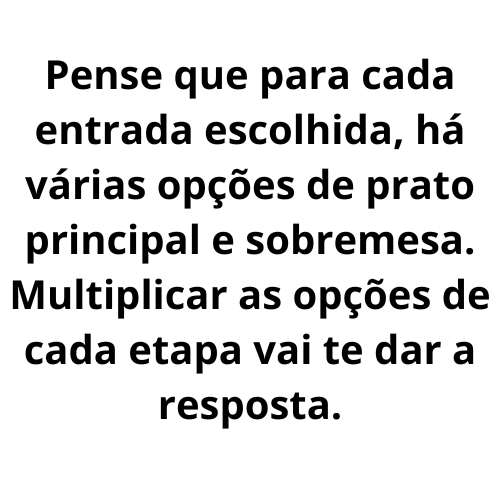 Pense que para cada
entrada escolhida, há
várias opções de prato
principal e sobremesa.
Multiplicar as opções de
cada etapa vai te dar a
resposta.